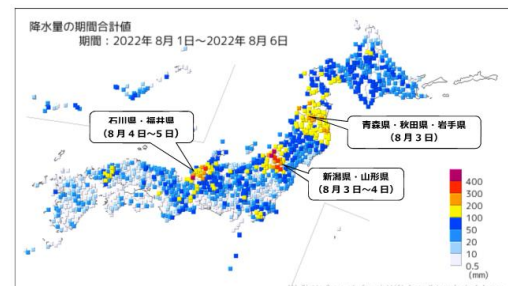 降水量の期間合計値
期間：2022年8月1日～2022年8月6日
石川県・福井県
（8月4日～5日）
青森県・秋田県・岩手県
（8月3日）
新潟県・山形県
（8月3日～4日）
400
300
200
100
50
20
10
0.5
(mm)